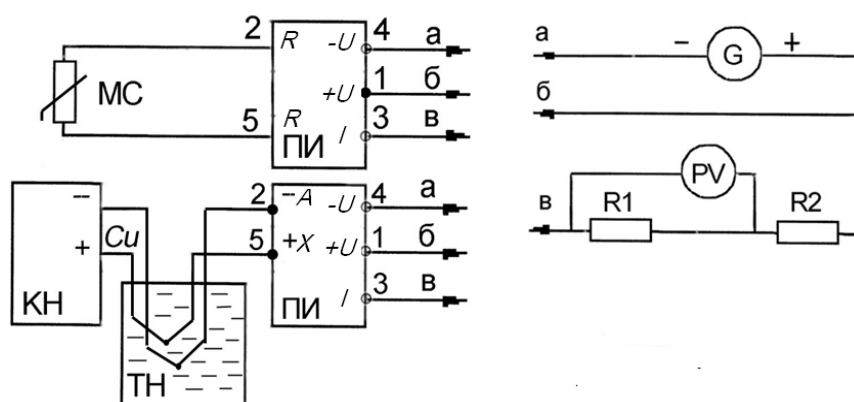 2 R -U 4 а
МС +U 1 б
5 R I 3 в
ПИ
а - G +
б
КН - + Cu
2 -A -U 4 а
5 +X +U 1 б
I 3 в
ПИ
ТН
PV
в R1 R2